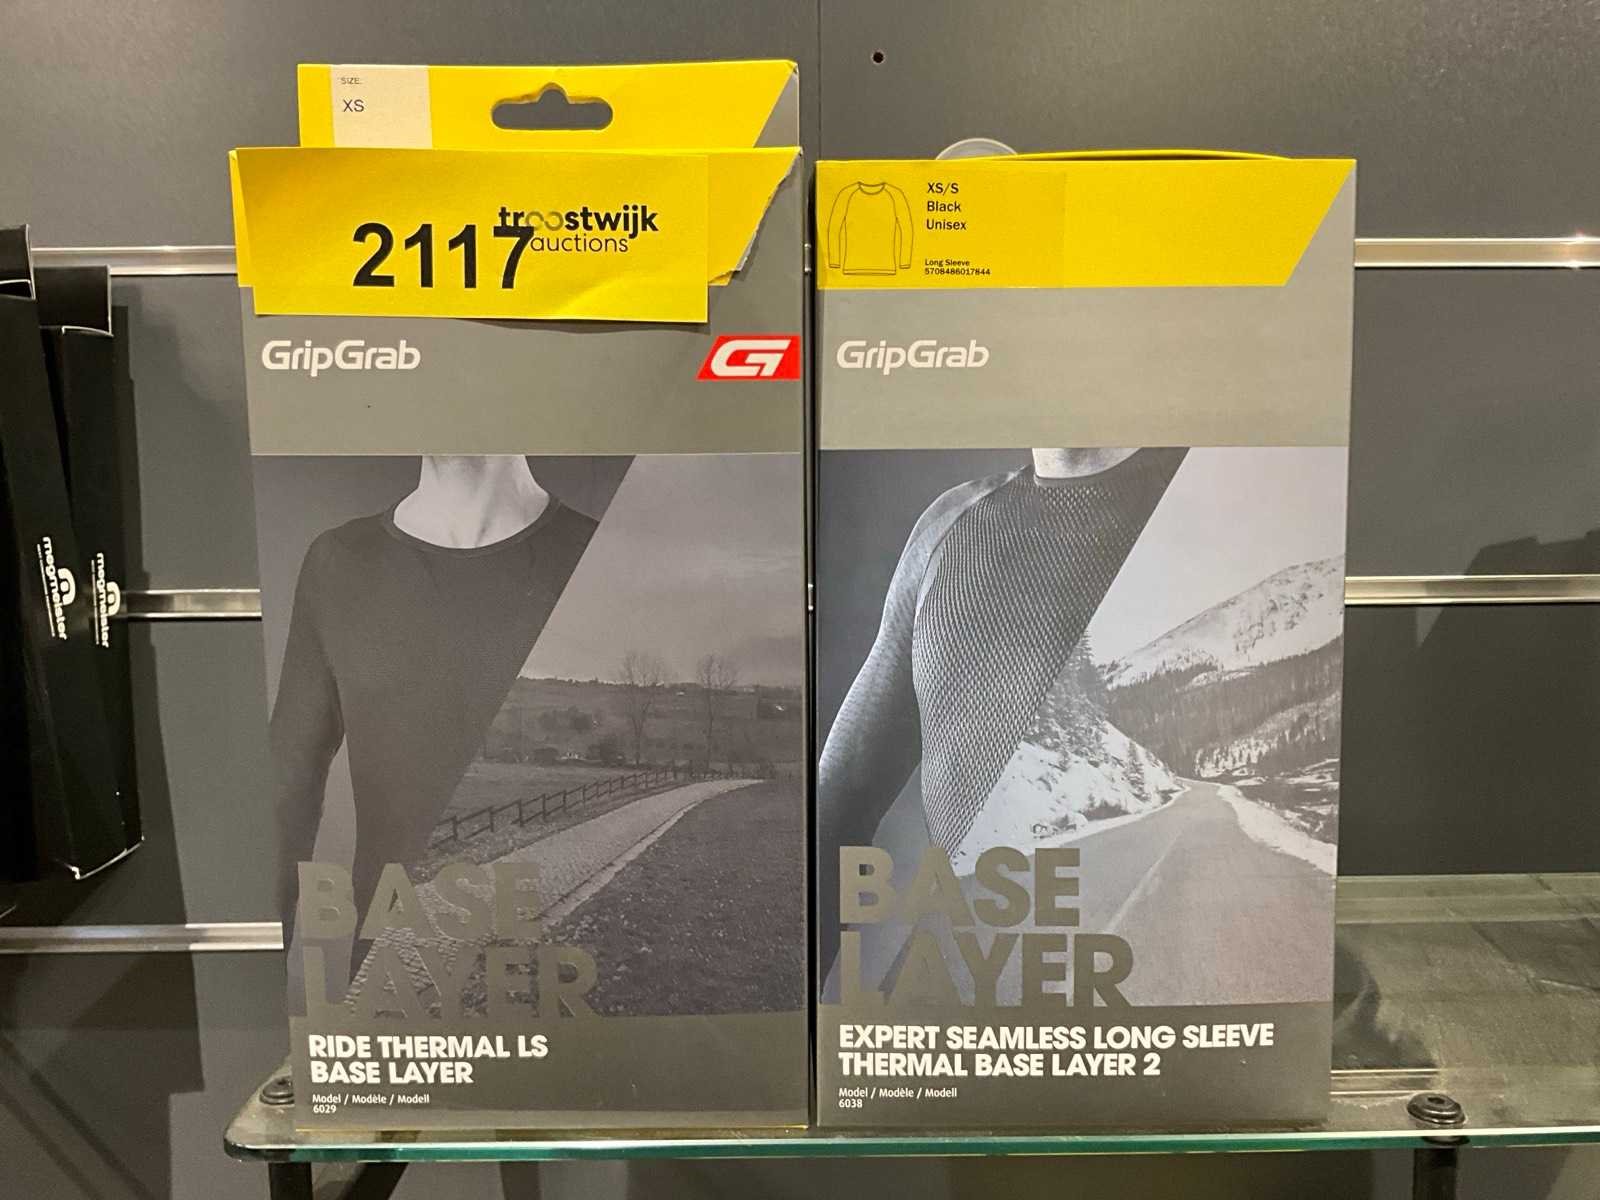 SIZE:
XS
2117
troostwijk
auctions
GripGrab
G
BASE
LAYER
RIDE THERMAL LS
BASE LAYER
Model / Modèle / Modell
6029
XS/S
Black
Unisex
Long Sleeve
5708486017844
GripGrab
BASE
LAYER
EXPERT SEAMLESS LONG SLEEVE
THERMAL BASE LAYER 2
Model / Modèle / Modell
6038
magmeister
magmeister